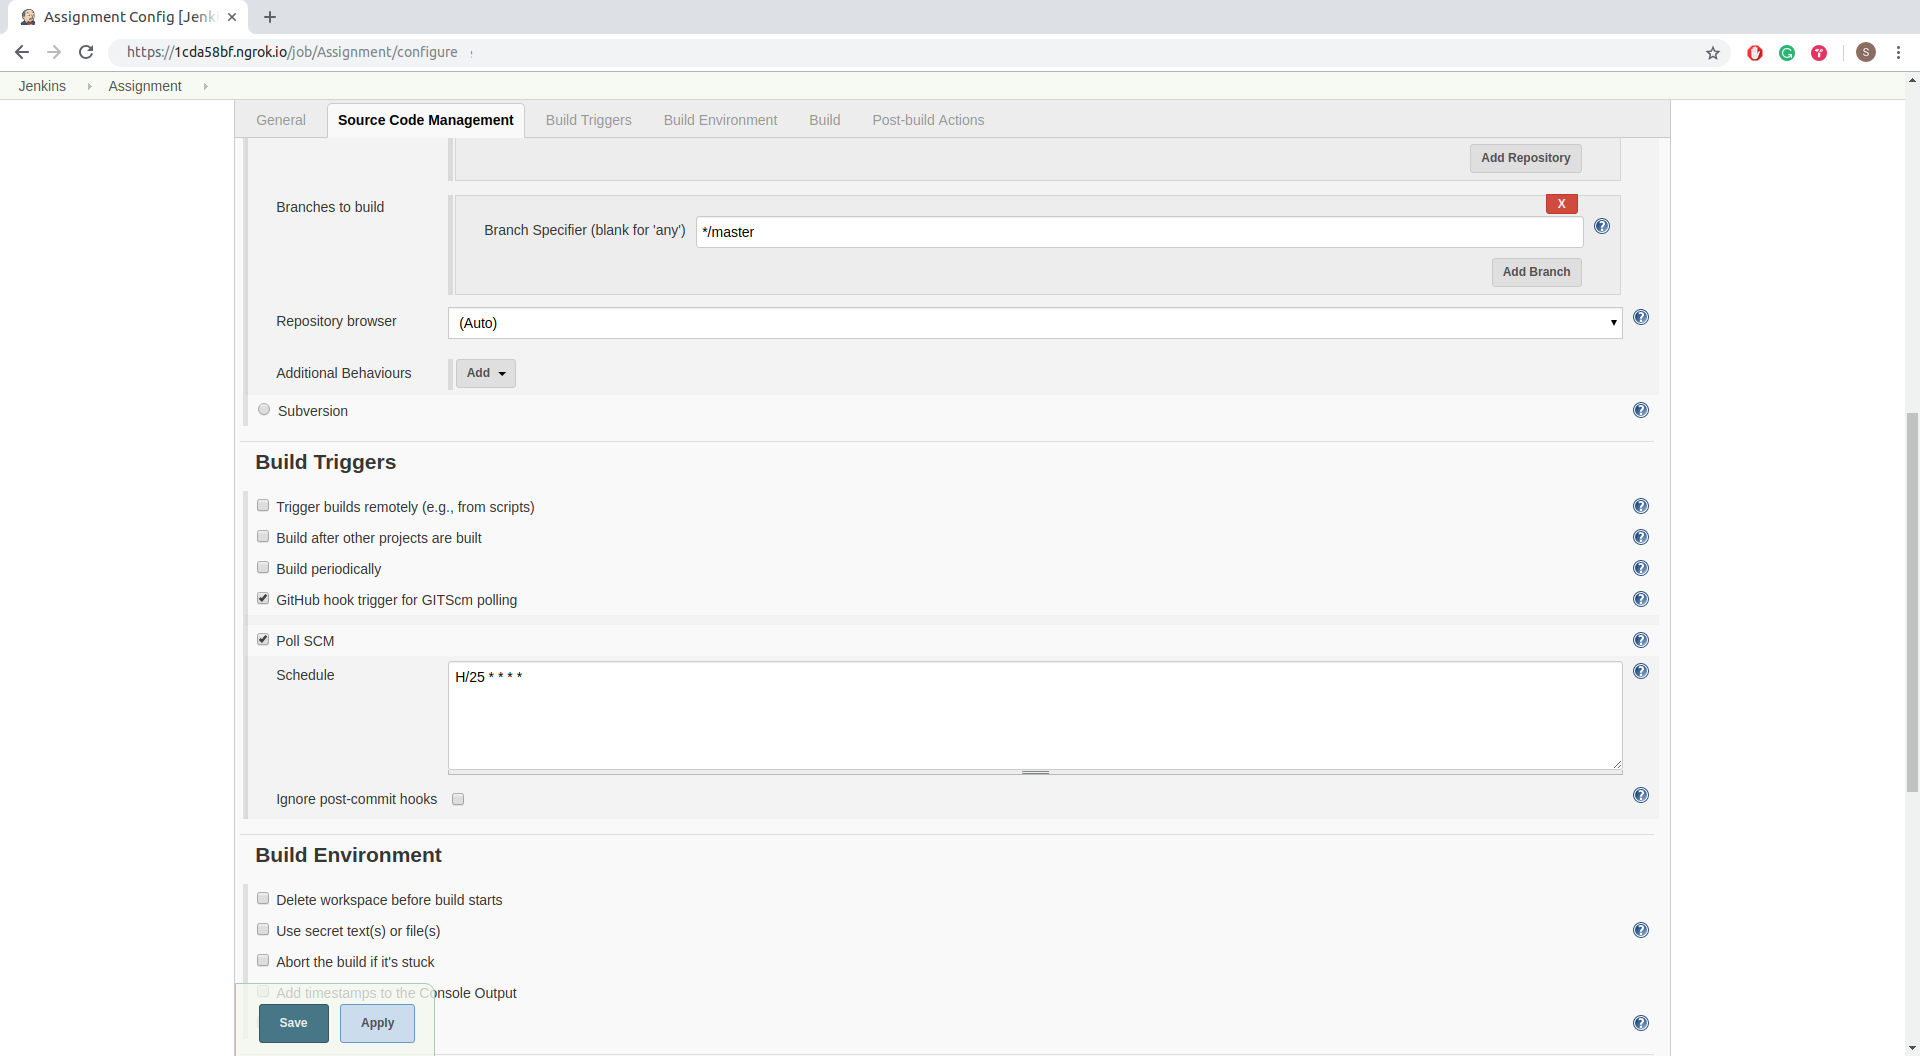 Assignment Config [Jenk
https://1cda58bf.ngrok.io/job/Assignment/configure
S
Jenkins Assignment
General Source Code Management Build Triggers Build Environment Build Post-build Actions
Add Repository
X
Branches to build
Branch Specifier (blank for 'any') */master
Add Branch
Repository browser (Auto)
Additional Behaviours Add
Subversion
Build Triggers
Trigger builds remotely (e.g., from scripts)
Build after other projects are built
Build periodically
GitHub hook trigger for GITScm polling
Poll SCM
Schedule H/25 * * * *
Ignore post-commit hooks
Build Environment
Delete workspace before build starts
Use secret text(s) or file(s)
Abort the build if it's stuck
Add timestamps to the Console Output
Save Apply